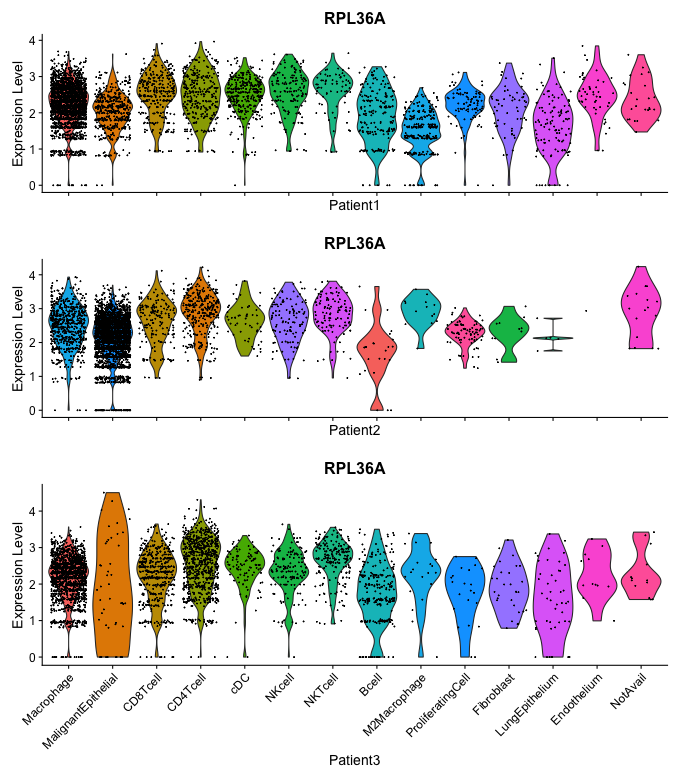 RPL36A
Expression Level
4
3
2
1
0
Patient1
RPL36A
Expression Level
4
3
2
1
0
Patient2
RPL36A
Expression Level
4
3
2
1
0
Macrophage
MalignantEpithelial
CD8Tcell
CD4Tcell
cDC
NKcell
NKTcell
Bcell
M2Macrophage
ProliferatingCell
Fibroblast
LungEpithelium
Endothelium
NotAvail
Patient3